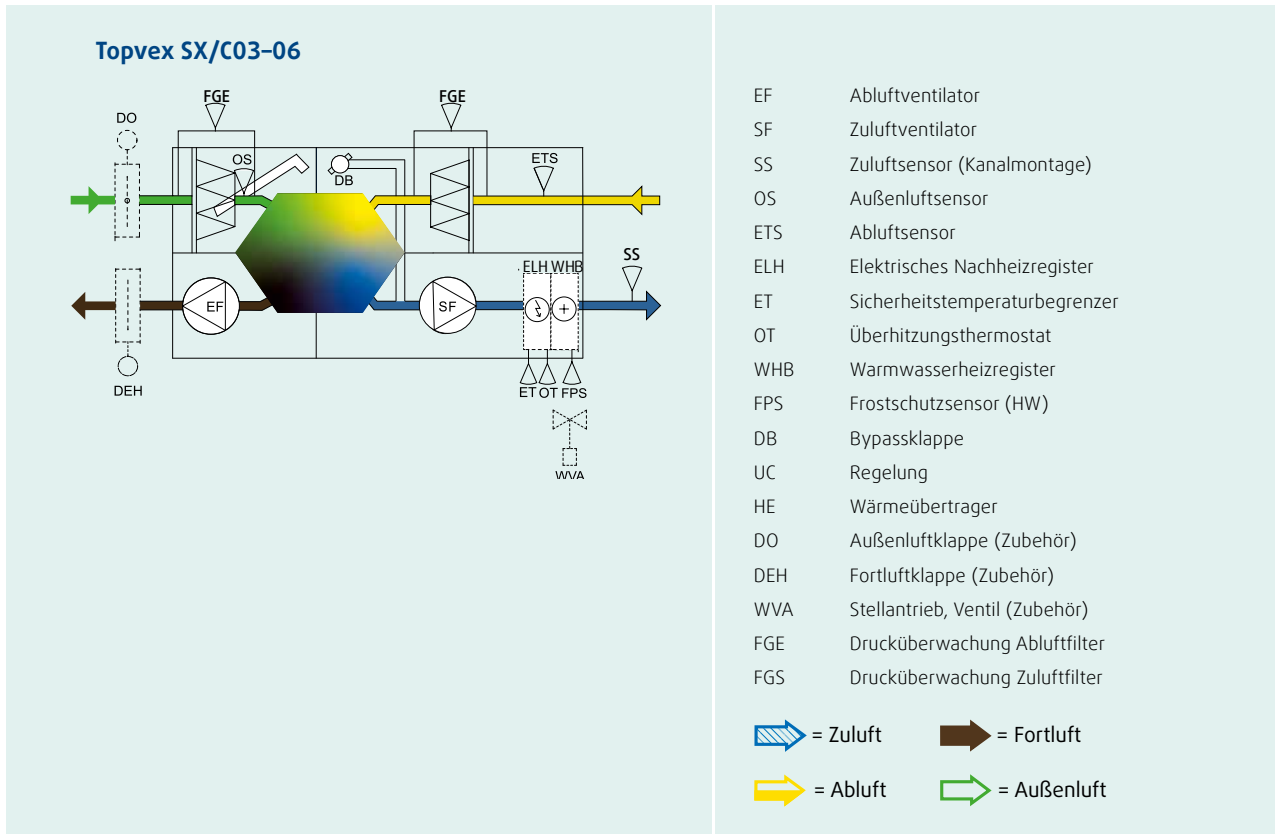 Topvex SX/C03–06
FGE
FGE
DO
OS
DB
ETS
ELH WHB
SS
EF
SF
DEH
ET OT FPS
WVA
EF Abluftventilator
SF Zuluftventilator
SS Zuluftsensor (Kanalmontage)
OS Außenluftsensor
ETS Abluftsensor
ELH Elektrisches Nachheizregister
ET Sicherheitstemperaturbegrenzer
OT Überhitzungsthermostat
WHB Warmwasserheizregister
FPS Frostschutzsensor (HW)
DB Bypassklappe
UC Regelung
HE Wärmeübertrager
DO Außenluftklappe (Zubehör)
DEH Fortluftklappe (Zubehör)
WVA Stellantrieb, Ventil (Zubehör)
FGE Drucküberwachung Abluftfilter
FGS Drucküberwachung Zuluftfilter
= Zuluft = Fortluft
= Abluft = Außenluft